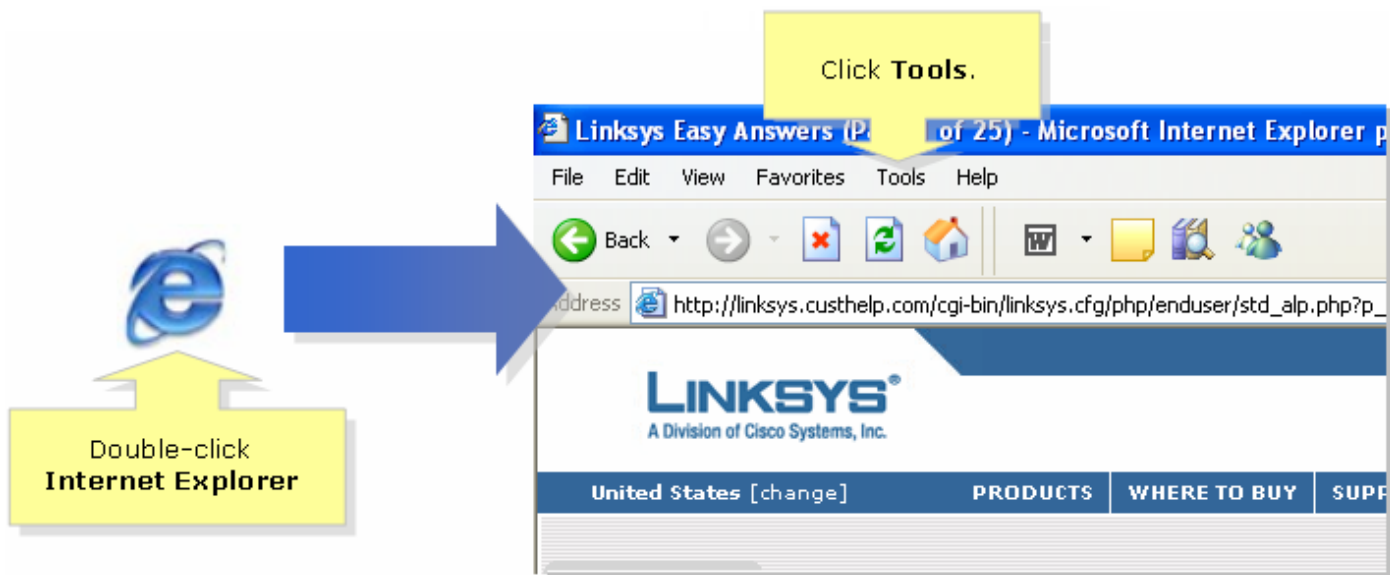 Click Tools.
Linksys Easy Answers (P of 25) - Microsoft Internet Explorer p
File Edit View Favorites Tools Help
Back
ddress http://linksys.custhelp.com/cgi-bin/linksys.cfg/php/enduser/std_alp.php?p_
LINKSYS®
A Division of Cisco Systems, Inc.
Double-click
Internet Explorer
United States [change] PRODUCTS WHERE TO BUY SUPP